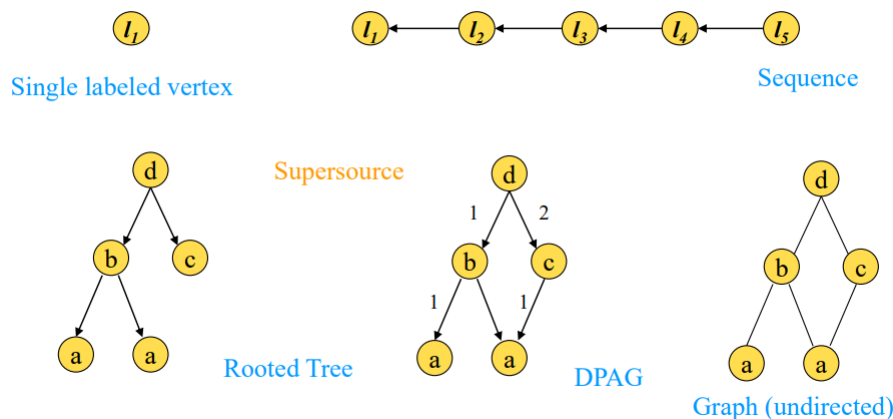 l1
l1 l2 l3 l4 l5
Single labeled vertex
Sequence
d
Supersource
d
d
1 2
b c
b c
b c
1 1
a a
a a
a a
Rooted Tree
DPAG
Graph (undirected)